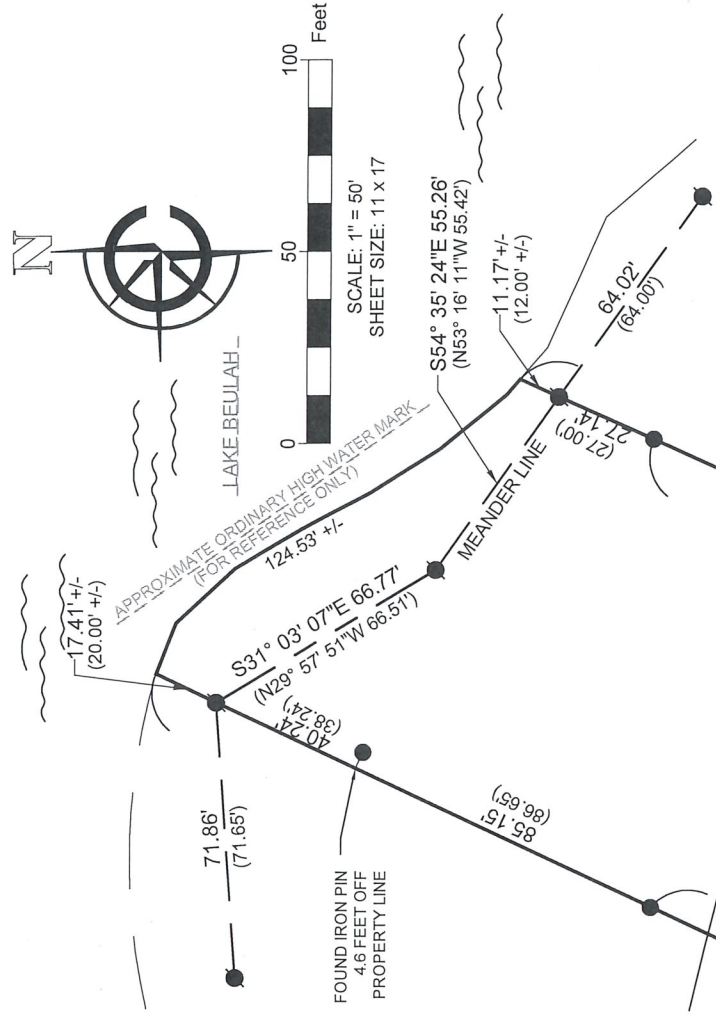 N
LAKE BEULAH
0
50
100
Feet
SCALE: 1" = 50'
SHEET SIZE: 11 x 17
17.41' +/-
(20.00' +/-)
APPROXIMATE ORDINARY HIGH WATER MARK
(FOR REFERENCE ONLY)
124.53' +/-
S54° 35' 24"E 55.26'
(N53° 16' 11"W 55.42')
11.17' +/-
(12.00' +/-)
S31° 03' 07"E 66.77'
(N29° 57' 51"W 66.51')
MEANDER LINE
64.02'
(64.00')
27.14'
(27.00')
71.86'
(71.65')
40.24'
(38.24')
FOUND IRON PIN
4.6 FEET OFF
PROPERTY LINE
85.15'
(86.65')